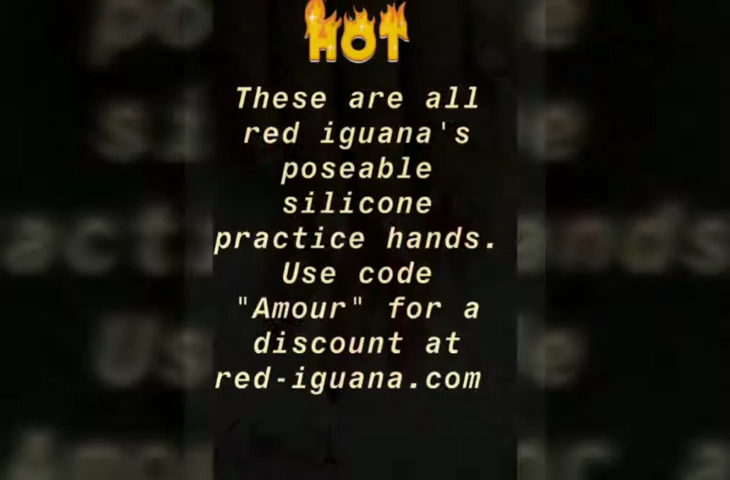 HOT
These are all
red iguana's
poseable
silicone
practice hands.
Use code
"Amour" for a
discount at
red-iguana.com